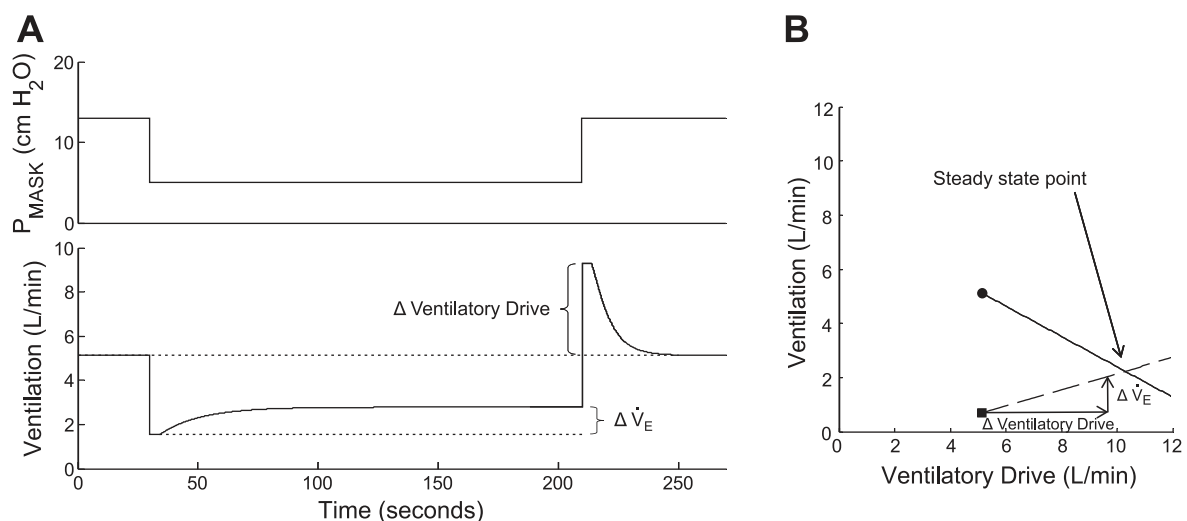 A
P_MASK (cm H₂O)
20
10
0
Ventilation (L/min)
10
8
6
4
2
0
Δ Ventilatory Drive
Δ V̇_E
0
50
100
150
200
250
Time (seconds)
B
Ventilation (L/min)
12
10
8
6
4
2
0
Steady state point
Δ V̇_E
Δ Ventilatory Drive
0
2
4
6
8
10
12
Ventilatory Drive (L/min)